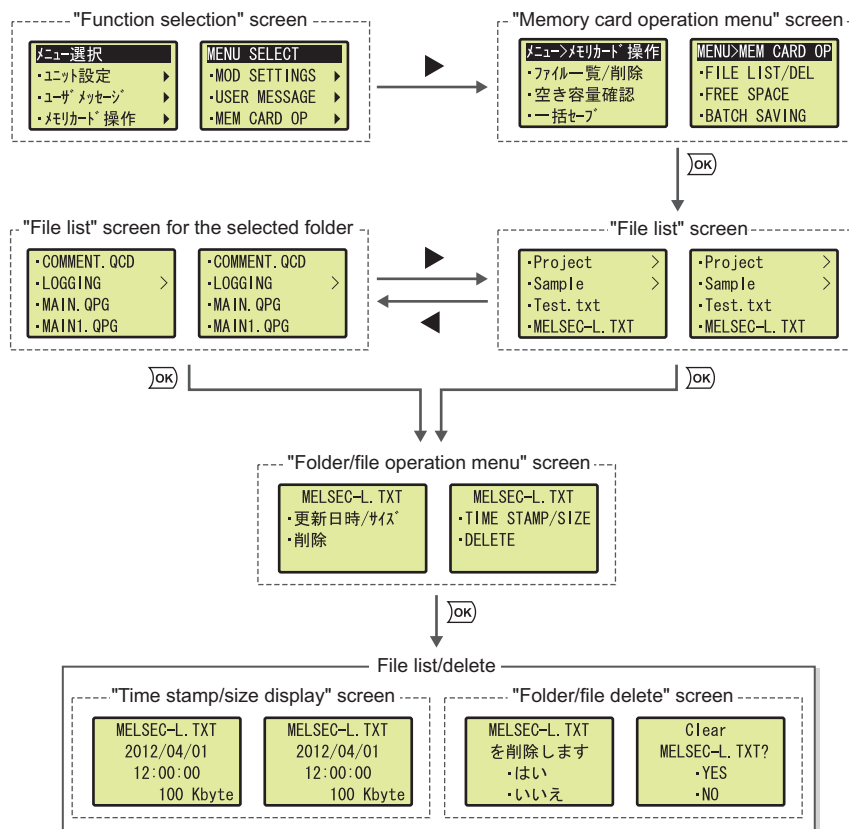 "Function selection" screen
メニュー選択
･ユニット設定
･ユーザメッセージ
･メモリカード操作
MENU SELECT
･MOD SETTINGS
･USER MESSAGE
･MEM CARD OP
"Memory card operation menu" screen
メニュー>メモリカード操作
･ファイル一覧/削除
･空き容量確認
･一括セーブ
MENU>MEM CARD OP
･FILE LIST/DEL
･FREE SPACE
･BATCH SAVING
OK
"File list" screen for the selected folder
･COMMENT.QCD
･LOGGING >
･MAIN.QPG
･MAIN1.QPG
･COMMENT.QCD
･LOGGING >
･MAIN.QPG
･MAIN1.QPG
"File list" screen
･Project >
･Sample >
･Test.txt
･MELSEC-L.TXT
･Project >
･Sample >
･Test.txt
･MELSEC-L.TXT
OK
OK
"Folder/file operation menu" screen
MELSEC-L.TXT
･更新日時/サイズ
･削除
MELSEC-L.TXT
･TIME STAMP/SIZE
･DELETE
OK
File list/delete
"Time stamp/size display" screen
MELSEC-L.TXT
2012/04/01
12:00:00
100 Kbyte
MELSEC-L.TXT
2012/04/01
12:00:00
100 Kbyte
"Folder/file delete" screen
MELSEC-L.TXT
を削除します
･はい
･いいえ
Clear
MELSEC-L.TXT?
･YES
･NO